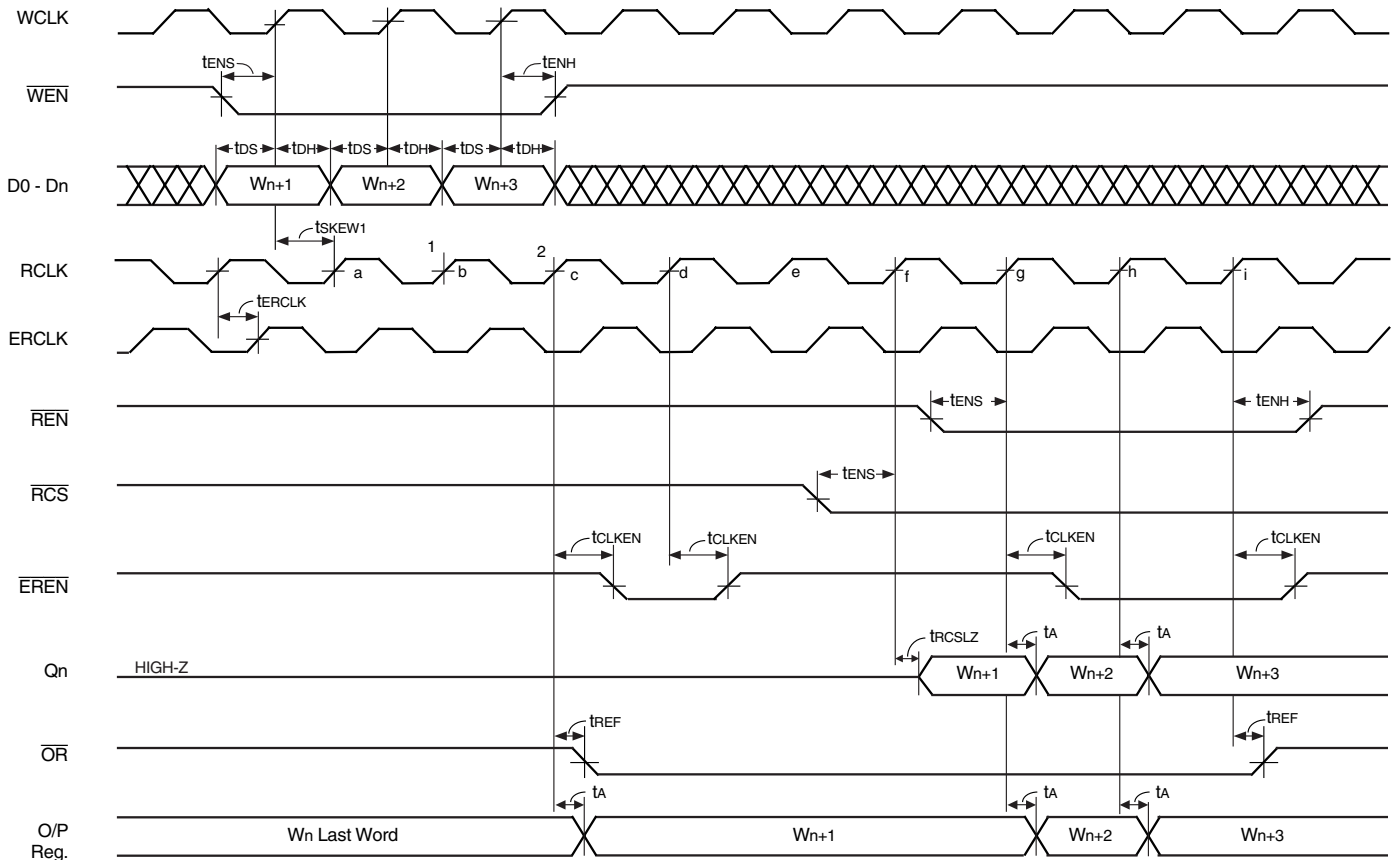 WCLK
tENS
tENH
WEN
tDS tDH tDS tDH tDS tDH
D0 - Dn
Wn+1 Wn+2 Wn+3
tSKEW1
1 2
RCLK
a b c d e f g h i
tERCLK
ERCLK
REN
tENS tENH
RCS
tENS
tCLKEN tCLKEN tCLKEN tCLKEN
EREN
tRCSLZ tA tA
Qn
HIGH-Z
Wn+1 Wn+2 Wn+3
tREF tREF
OR
tA tA tA
O/P
Reg.
Wn Last Word Wn+1 Wn+2 Wn+3